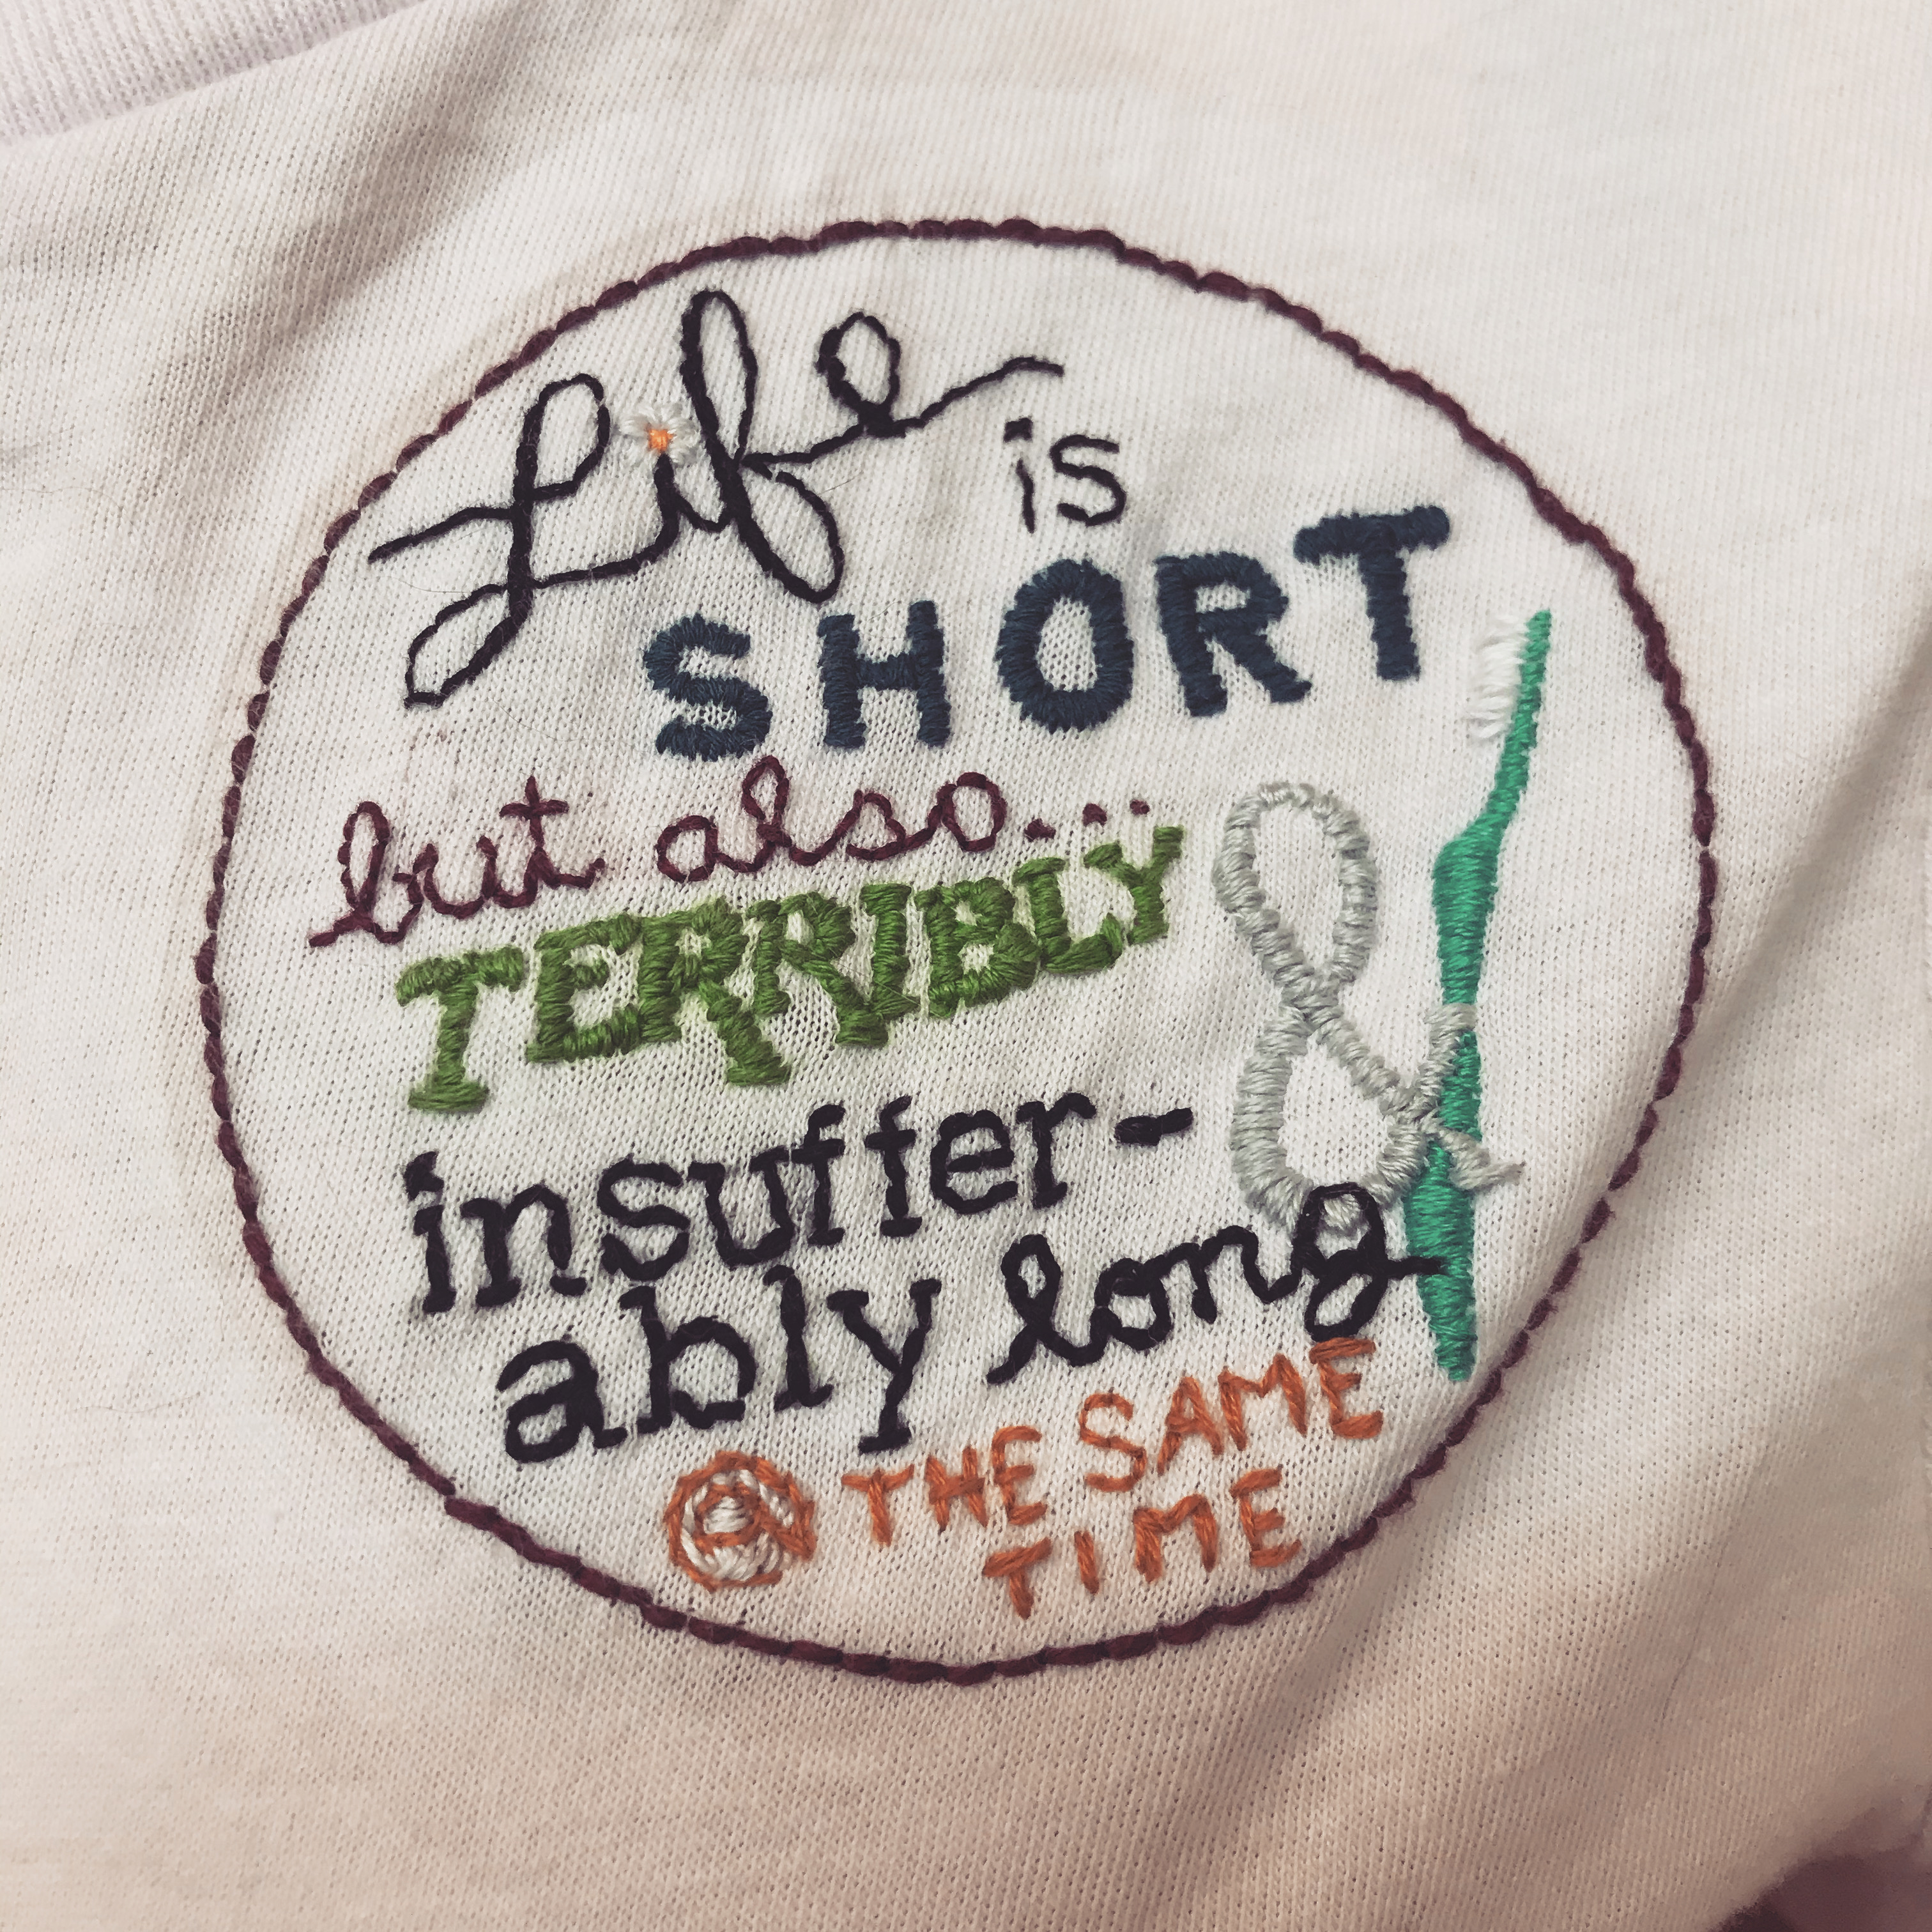 Life is
SHORT
but also...
TERRIBLY &
insuffer-
ably long
@ THE SAME
TIME